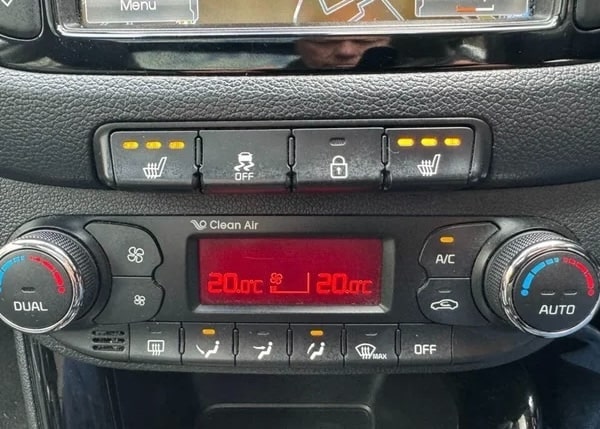 Menu
OFF
Clean Air
20.0°C 20.0°C
A/C
DUAL
AUTO
MAX
OFF